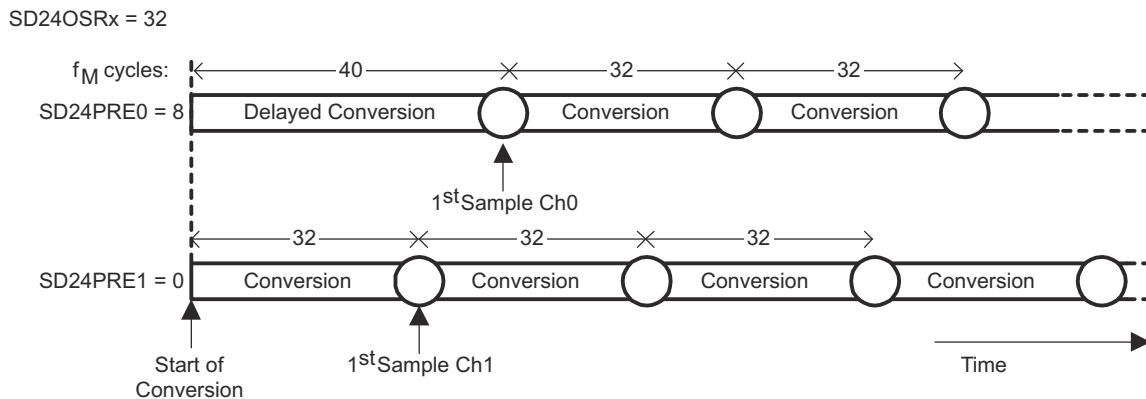 SD24OSRx = 32
fM cycles: 40 32 32
SD24PRE0 = 8 Delayed Conversion Conversion Conversion
1st Sample Ch0
32 32 32
SD24PRE1 = 0 Conversion Conversion Conversion Conversion
Start of Conversion
1st Sample Ch1
Time